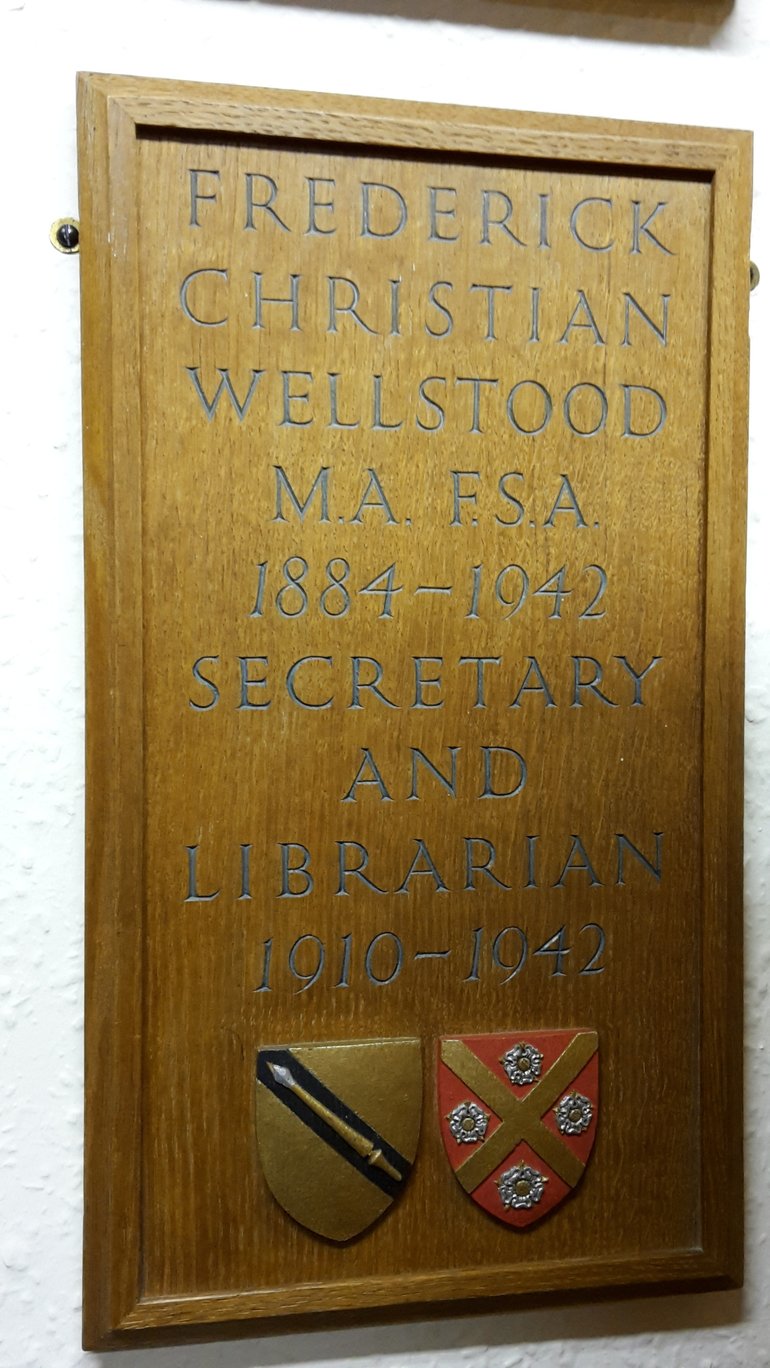 FREDERICK
CHRISTIAN
WELLSTOOD
M.A. F.S.A.
1884–1942
SECRETARY
AND
LIBRARIAN
1910–1942